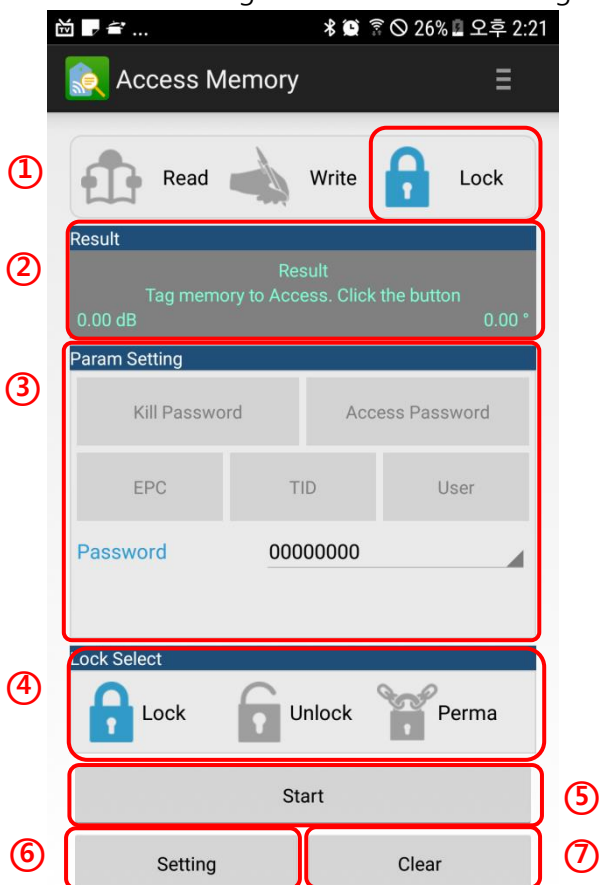 26% 오후 2:21
Access Memory
① Read Write Lock
Result
② Result
Tag memory to Access. Click the button
0.00 dB 0.00 °
Param Setting
③ Kill Password Access Password
EPC TID User
Password 00000000
Lock Select
④ Lock Unlock Perma
Start ⑤
⑥ Setting Clear ⑦